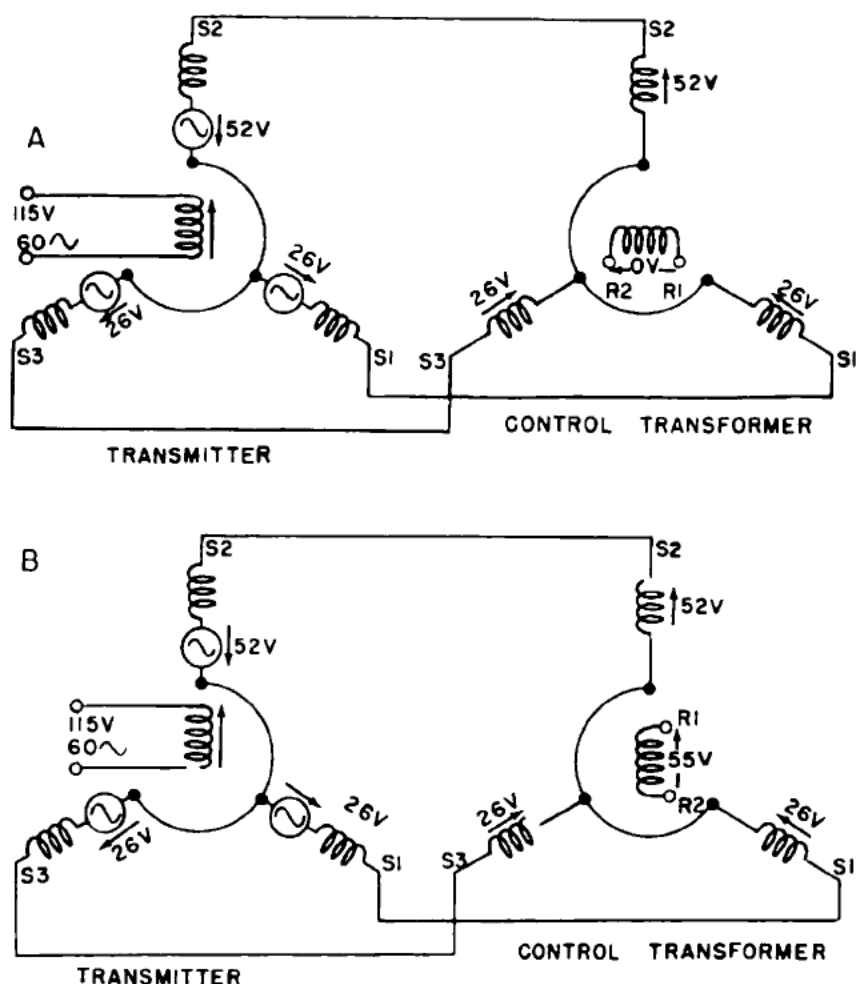 A
S2
S2
52V
52V
115V
60∿
26V
26V
26V
26V
0V
R2
R1
S3
S1
S3
S1
TRANSMITTER
CONTROL TRANSFORMER
B
S2
S2
52V
52V
115V
60∿
R1
55V
R2
26V
26V
26V
26V
S3
S1
S3
S1
TRANSMITTER
CONTROL TRANSFORMER